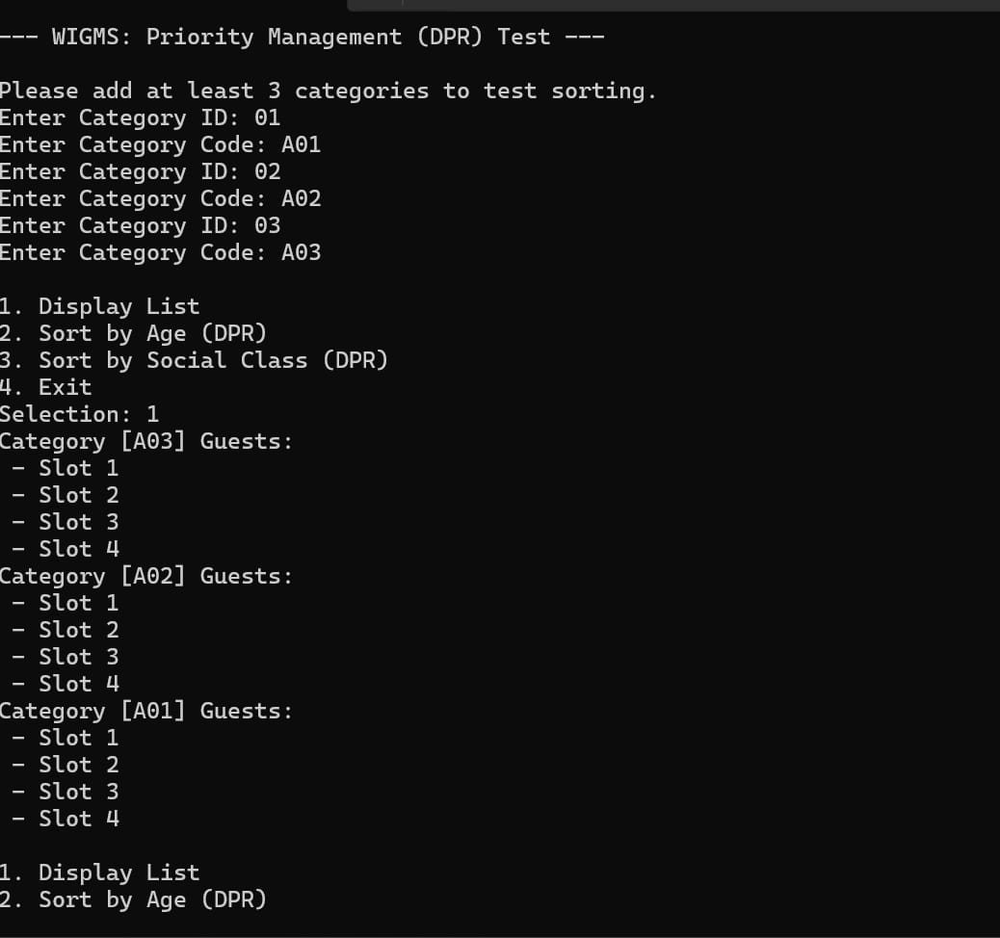 --- WIGMS: Priority Management (DPR) Test ---
Please add at least 3 categories to test sorting.
Enter Category ID: 01
Enter Category Code: A01
Enter Category ID: 02
Enter Category Code: A02
Enter Category ID: 03
Enter Category Code: A03
1. Display List
2. Sort by Age (DPR)
3. Sort by Social Class (DPR)
4. Exit
Selection: 1
Category [A03] Guests:
 - Slot 1
 - Slot 2
 - Slot 3
 - Slot 4
Category [A02] Guests:
 - Slot 1
 - Slot 2
 - Slot 3
 - Slot 4
Category [A01] Guests:
 - Slot 1
 - Slot 2
 - Slot 3
 - Slot 4
1. Display List
2. Sort by Age (DPR)